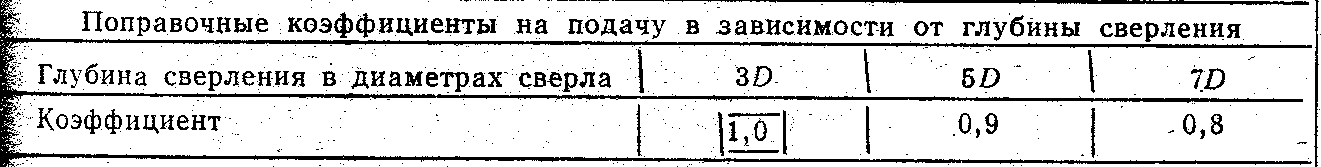 Поправочные коэффициенты на подачу в зависимости от глубины сверления
Глубина сверления в диаметрах сверла 3D 5D 7D
Коэффициент 1,0 0,9 0,8